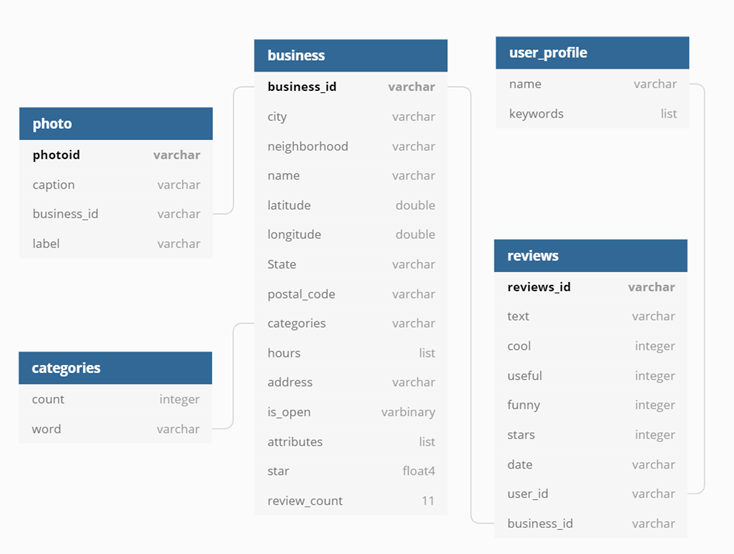 photo
photoid varchar
caption varchar
business_id varchar
label varchar
categories
count integer
word varchar
business
business_id varchar
city varchar
neighborhood varchar
name varchar
latitude double
longitude double
State varchar
postal_code varchar
categories varchar
hours list
address varchar
is_open varbinary
attributes list
star float4
review_count 11
user_profile
name varchar
keywords list
reviews
reviews_id varchar
text varchar
cool integer
useful integer
funny integer
stars integer
date varchar
user_id varchar
business_id varchar